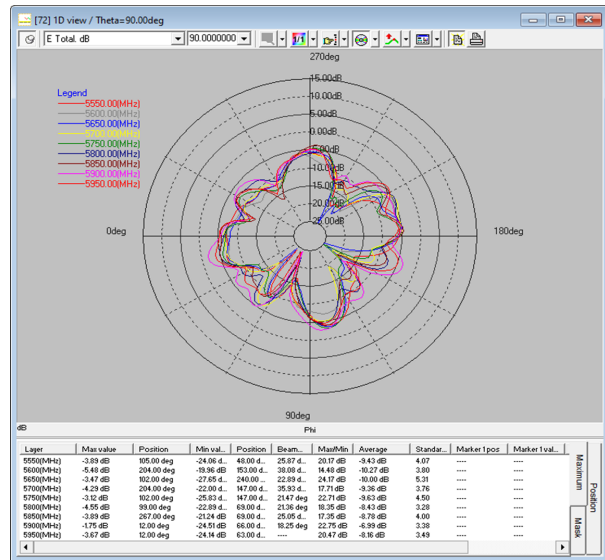 [72] 1D view / Theta=90.00deg
E Total. dB 90.0000000 1/1
270deg
15.00dB
10.00dB
5.00dB
0.00dB
-5.00dB
-10.00dB
-15.00dB
-20.00dB
-25.00dB
Legend
5550.00(MHz)
5600.00(MHz)
5650.00(MHz)
5700.00(MHz)
5750.00(MHz)
5800.00(MHz)
5850.00(MHz)
5900.00(MHz)
5950.00(MHz)
0deg
180deg
90deg
dB Phi
Layer Max value Position Min val... Position Beam... Max/Min Average Standar... Marker 1 pos Marker 1 val...
5550(MHz) -3.89 dB 105.00 deg -24.06 d... 48.00 d... 25.87 d... 20.17 dB -9.43 dB 4.07 ---- ----
5600(MHz) -5.48 dB 204.00 deg -19.96 dB 153.00 d... 38.08 d... 14.48 dB -10.27 dB 3.80 ---- ----
5650(MHz) -3.47 dB 102.00 deg -27.65 d... 240.00 ... 22.89 d... 24.17 dB -10.00 dB 5.31 ---- ----
5700(MHz) -4.29 dB 204.00 deg -22.00 d... 147.00 d... 35.93 d... 17.71 dB -9.36 dB 3.76 ---- ----
5750(MHz) -3.12 dB 102.00 deg -25.83 d... 147.00 d... 21.47 deg 22.71 dB -9.63 dB 4.50 ---- ----
5800(MHz) -4.55 dB 99.00 deg -22.89 d... 69.00 d... 21.36 deg 18.35 dB -8.43 dB 3.28 ---- ----
5850(MHz) -3.89 dB 267.00 deg -21.24 dB 69.00 d... 25.05 d... 17.35 dB -8.78 dB 4.00 ---- ----
5900(MHz) -1.75 dB 12.00 deg -24.51 dB 66.00 d... 18.25 deg 22.75 dB -6.99 dB 3.38 ---- ----
5950(MHz) -3.67 dB 12.00 deg -24.14 dB 63.00 d... ---- 20.47 dB -8.16 dB 3.49 ---- ----
Maximum
Mask
Position